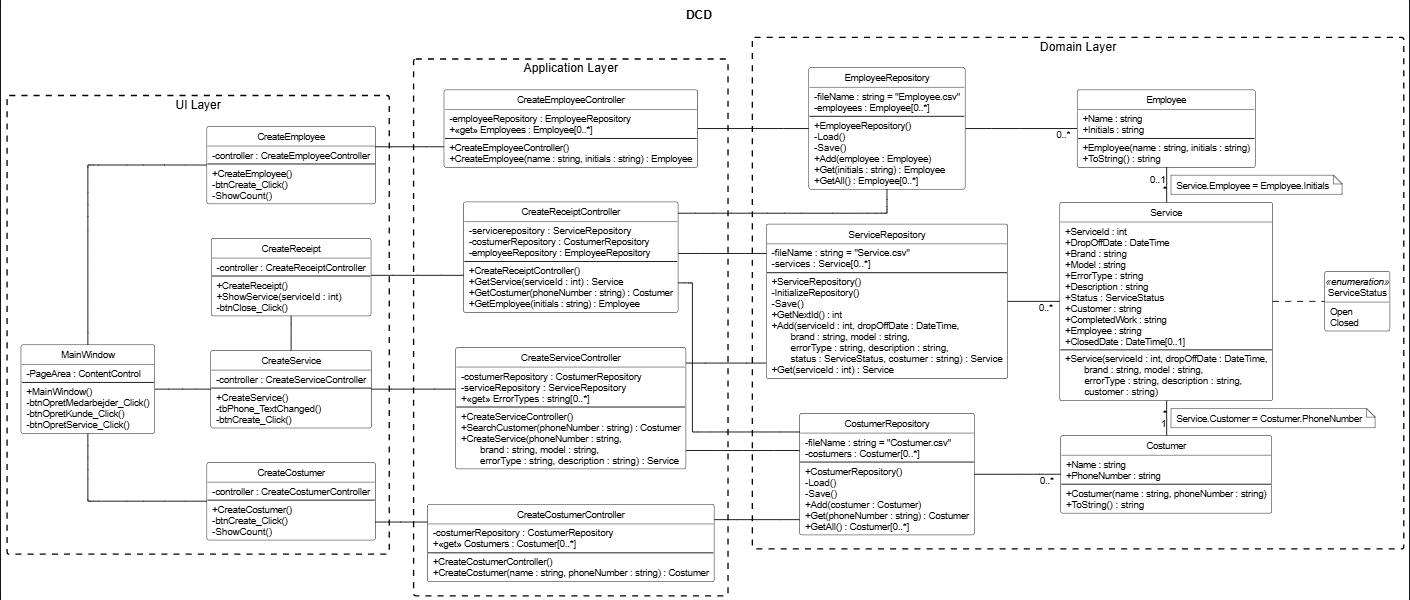 DCD
UI Layer
CreateEmployee
-controller : CreateEmployeeController
+CreateEmployee()
-btnCreate_Click()
-ShowCount()
CreateReceipt
-controller : CreateReceiptController
+CreateReceipt()
+ShowService(serviceId : int)
-btnClose_Click()
MainWindow
-PageArea : ContentControl
+MainWindow()
-btnOpretMedarbejder_Click()
-btnOpretKunde_Click()
-btnOpretService_Click()
CreateService
-controller : CreateServiceController
+CreateService()
-tbPhone_TextChanged()
-btnCreate_Click()
CreateCostumer
-controller : CreateCostumerController
+CreateCostumer()
-btnCreate_Click()
-ShowCount()
Application Layer
CreateEmployeeController
-employeeRepository : EmployeeRepository
+«get» Employees : Employee[0..*]
+CreateEmployeeController()
+CreateEmployee(name : string, initials : string) : Employee
CreateReceiptController
-servicerepository : ServiceRepository
-costumerRepository : CostumerRepository
-employeeRepository : EmployeeRepository
+CreateReceiptController()
+GetService(serviceId : int) : Service
+GetCostumer(phoneNumber : string) : Costumer
+GetEmployee(initials : string) : Employee
CreateServiceController
-costumerRepository : CostumerRepository
-serviceRepository : ServiceRepository
+«get» ErrorTypes : string[0..*]
+CreateServiceController()
+SearchCustomer(phoneNumber : string) : Costumer
+CreateService(phoneNumber : string,
brand : string, model : string,
errorType : string, description : string) : Service
CreateCostumerController
-costumerRepository : CostumerRepository
+«get» Costumers : Costumer[0..*]
+CreateCostumerController()
+CreateCostumer(name : string, phoneNumber : string) : Costumer
Domain Layer
EmployeeRepository
-fileName : string = "Employee.csv"
-employees : Employee[0..*]
+EmployeeRepository()
-Load()
-Save()
+Add(employee : Employee)
+Get(initials : string) : Employee
+GetAll() : Employee[0..*]
0..*
Employee
+Name : string
+Initials : string
+Employee(name : string, initials : string)
+ToString() : string
0..1
Service.Employee = Employee.Initials
ServiceRepository
-fileName : string = "Service.csv"
-services : Service[0..*]
+ServiceRepository()
-InitializeRepository()
-Save()
+GetNextId() : int
+Add(serviceId : int, dropOffDate : DateTime,
brand : string, model : string,
errorType : string, description : string,
status : ServiceStatus, costumer : string) : Service
+Get(serviceId : int) : Service
0..*
Service
+ServiceId : int
+DropOffDate : DateTime
+Brand : string
+Model : string
+ErrorType : string
+Description : string
+Status : ServiceStatus
+Customer : string
+CompletedWork : string
+Employee : string
+ClosedDate : DateTime[0..1]
+Service(serviceId : int, dropOffDate : DateTime,
brand : string, model : string,
errorType : string, description : string,
customer : string)
«enumeration»
ServiceStatus
Open
Closed
1
Service.Customer = Costumer.PhoneNumber
CostumerRepository
-fileName : string = "Costumer.csv"
-costumers : Costumer[0..*]
+CostumerRepository()
-Load()
-Save()
+Add(costumer : Costumer)
+Get(phoneNumber : string) : Costumer
+GetAll() : Costumer[0..*]
0..*
Costumer
+Name : string
+PhoneNumber : string
+Costumer(name : string, phoneNumber : string)
+ToString() : string